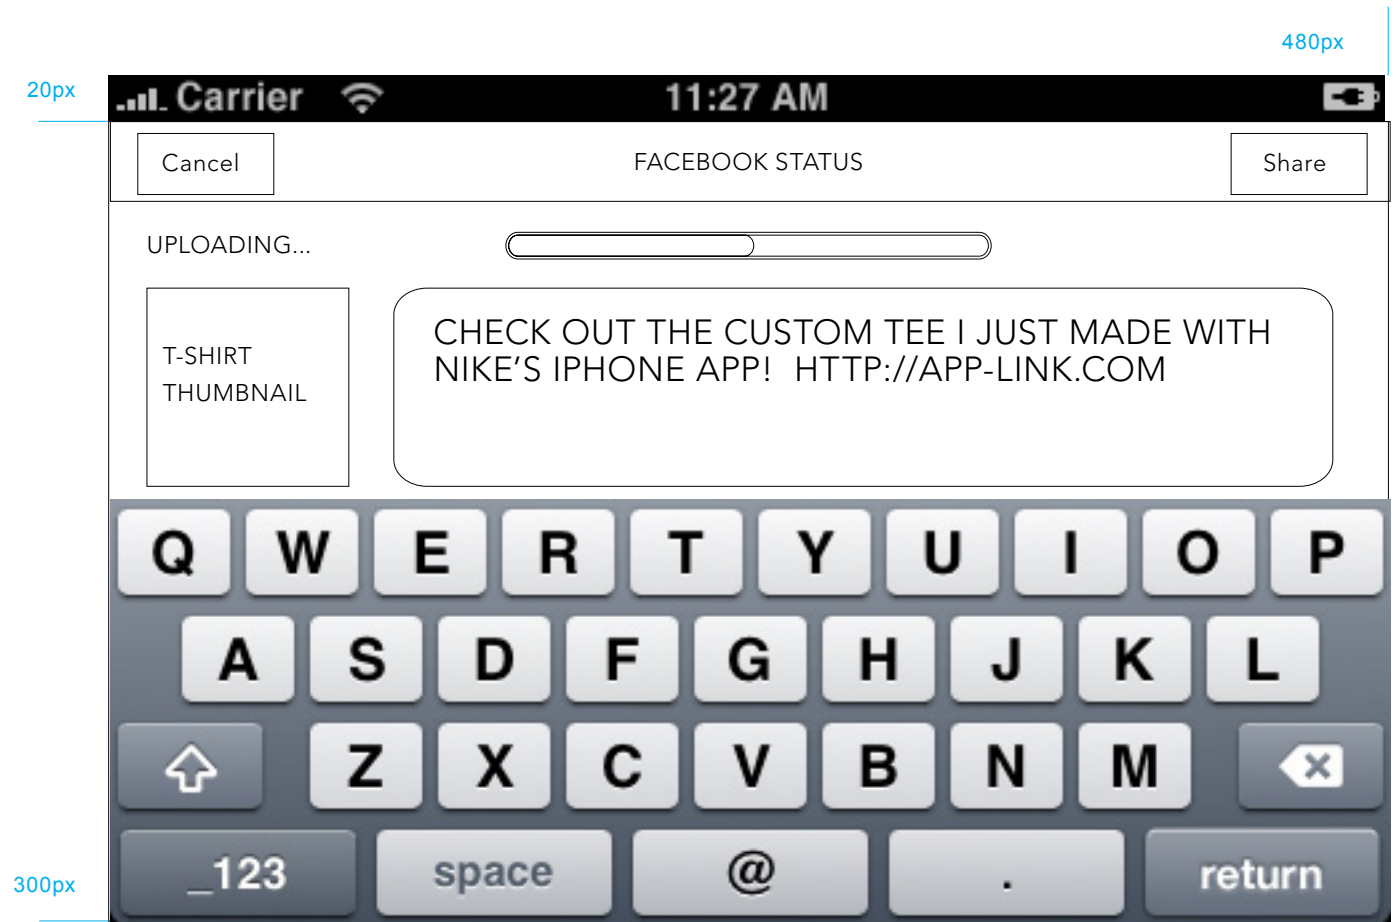 480px
20px
Carrier 11:27 AM
Cancel FACEBOOK STATUS Share
UPLOADING...
T-SHIRT
THUMBNAIL
CHECK OUT THE CUSTOM TEE I JUST MADE WITH
NIKE’S IPHONE APP!  HTTP://APP-LINK.COM
Q W E R T Y U I O P
A S D F G H J K L
Z X C V B N M
_123 space @ . return
300px